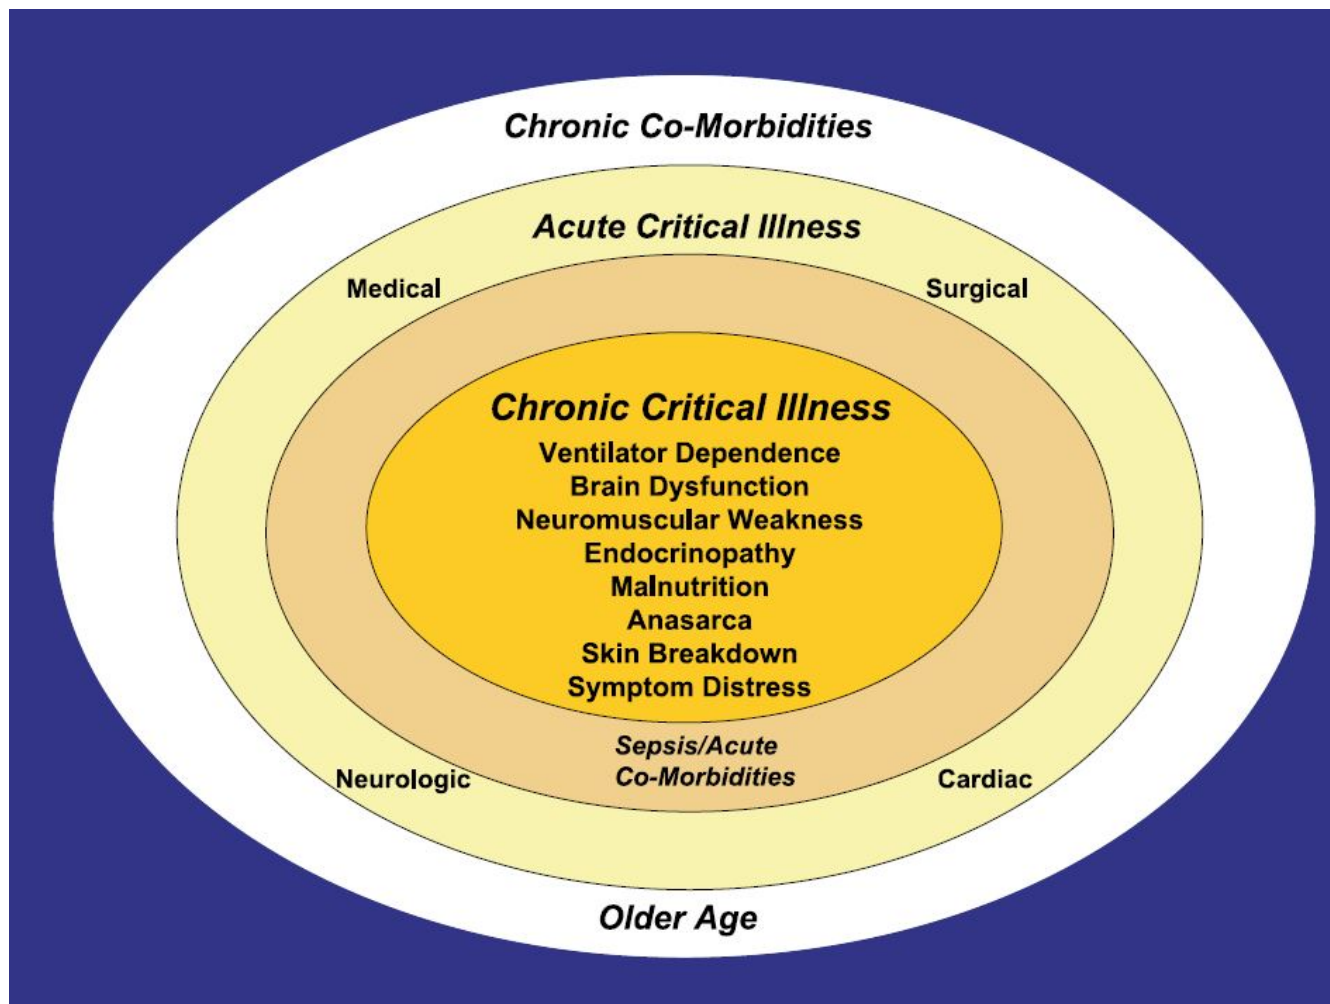 Chronic Co-Morbidities
Acute Critical Illness
Medical
Surgical
Chronic Critical Illness
Ventilator Dependence
Brain Dysfunction
Neuromuscular Weakness
Endocrinopathy
Malnutrition
Anasarca
Skin Breakdown
Symptom Distress
Sepsis/Acute
Co-Morbidities
Neurologic
Cardiac
Older Age